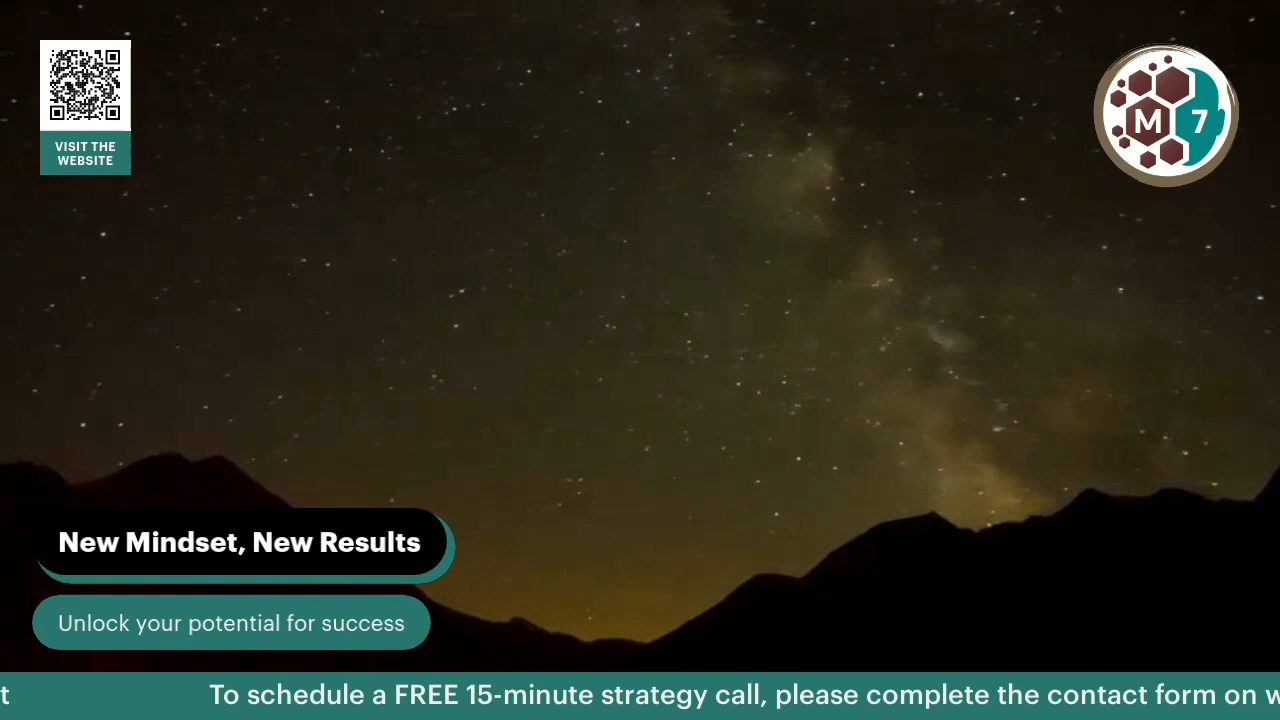 VISIT THE
WEBSITE
M 7
New Mindset, New Results
Unlock your potential for success
t To schedule a FREE 15-minute strategy call, please complete the contact form on w